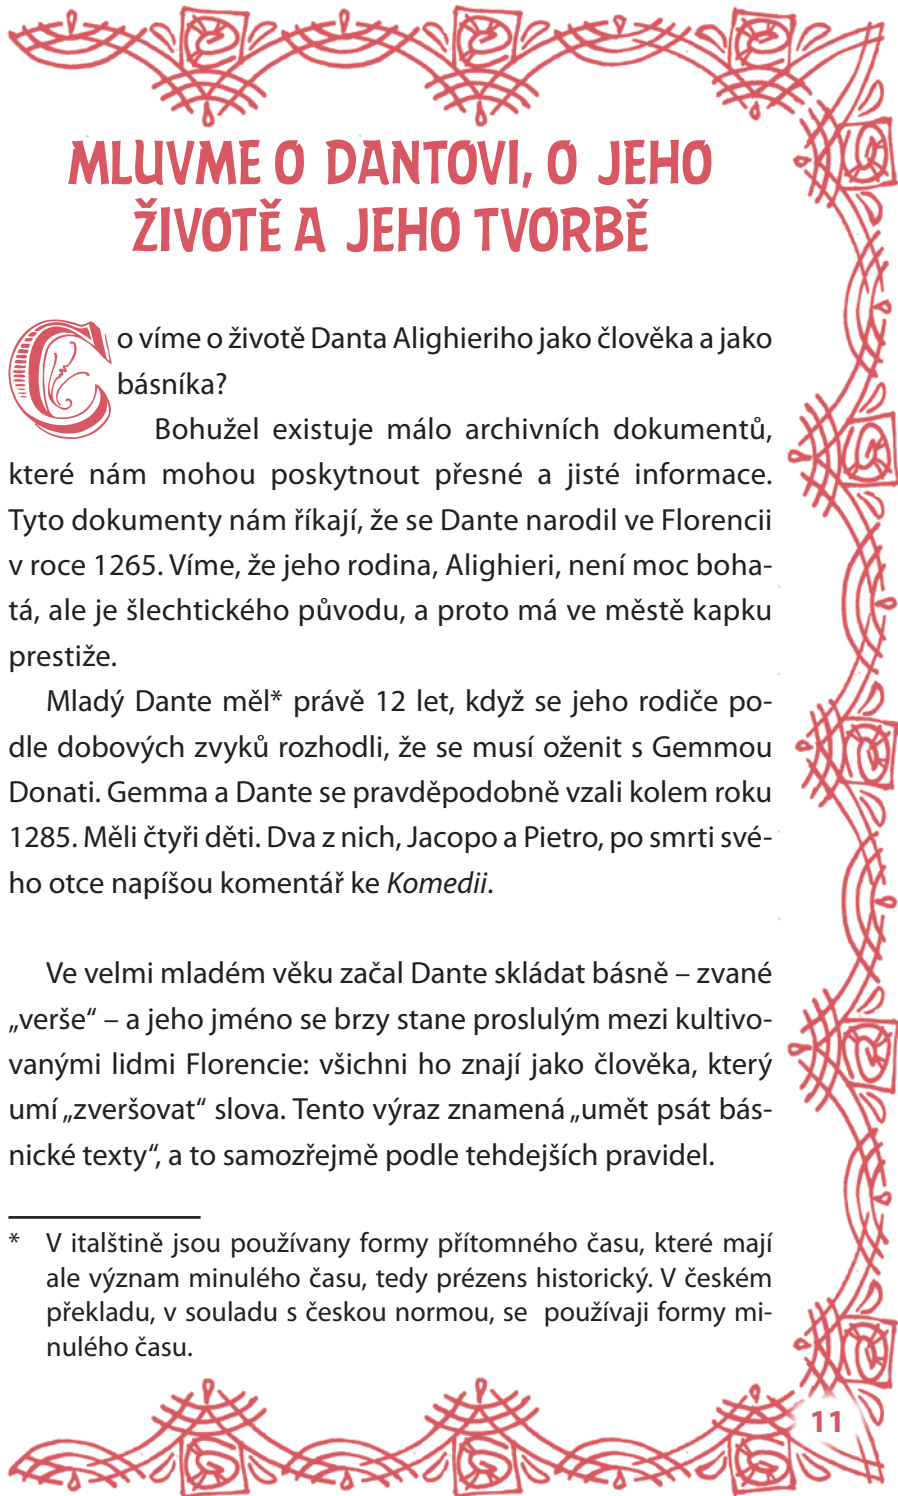 MLUVME O DANTOVI, O JEHO
ŽIVOTĚ A JEHO TVORBĚ
Co víme o životě Danta Alighieriho jako člověka a jako
básníka?
Bohužel existuje málo archivních dokumentů,
které nám mohou poskytnout přesné a jisté informace.
Tyto dokumenty nám říkají, že se Dante narodil ve Florencii
v roce 1265. Víme, že jeho rodina, Alighieri, není moc boha-
tá, ale je šlechtického původu, a proto má ve městě kapku
prestiže.
Mladý Dante měl* právě 12 let, když se jeho rodiče po-
dle dobových zvyků rozhodli, že se musí oženit s Gemmou
Donati. Gemma a Dante se pravděpodobně vzali kolem roku
1285. Měli čtyři děti. Dva z nich, Jacopo a Pietro, po smrti své-
ho otce napíšou komentář ke Komedii.
Ve velmi mladém věku začal Dante skládat básně – zvané
„verše“ – a jeho jméno se brzy stane proslulým mezi kultivo-
vanými lidmi Florencie: všichni ho znají jako člověka, který
umí „zveršovat“ slova. Tento výraz znamená „umět psát bás-
nické texty“, a to samozřejmě podle tehdejších pravidel.
* V italštině jsou používany formy přítomného času, které mají
ale význam minulého času, tedy prézens historický. V českém
překladu, v souladu s českou normou, se používaji formy mi-
nulého času.
11